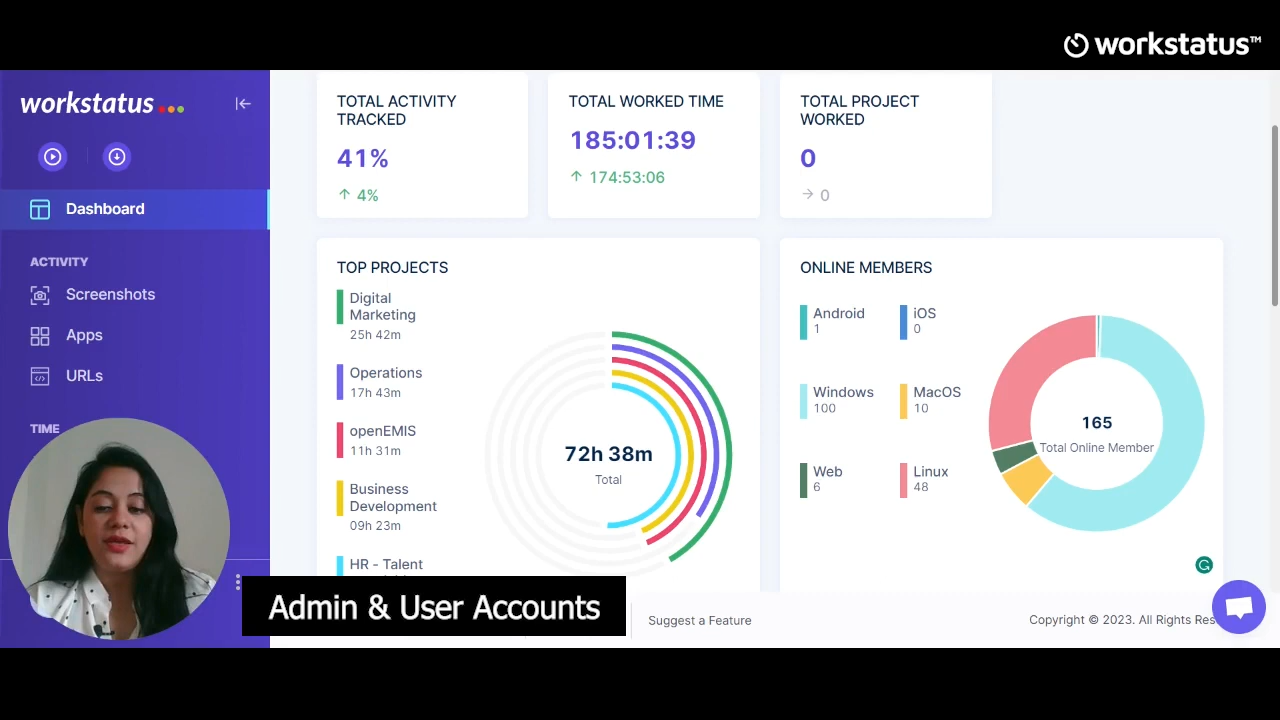 workstatus™
workstatus
Dashboard
ACTIVITY
Screenshots
Apps
URLs
TIME
TOTAL ACTIVITY
TRACKED
41%
↑ 4%
TOTAL WORKED TIME
185:01:39
↑ 174:53:06
TOTAL PROJECT
WORKED
0
→ 0
TOP PROJECTS
Digital
Marketing
25h 42m
Operations
17h 43m
openEMIS
11h 31m
Business
Development
09h 23m
HR - Talent
72h 38m
Total
ONLINE MEMBERS
Android
1
iOS
0
Windows
100
MacOS
10
Web
6
Linux
48
165
Total Online Member
Admin & User Accounts
Suggest a Feature
Copyright © 2023. All Rights Res